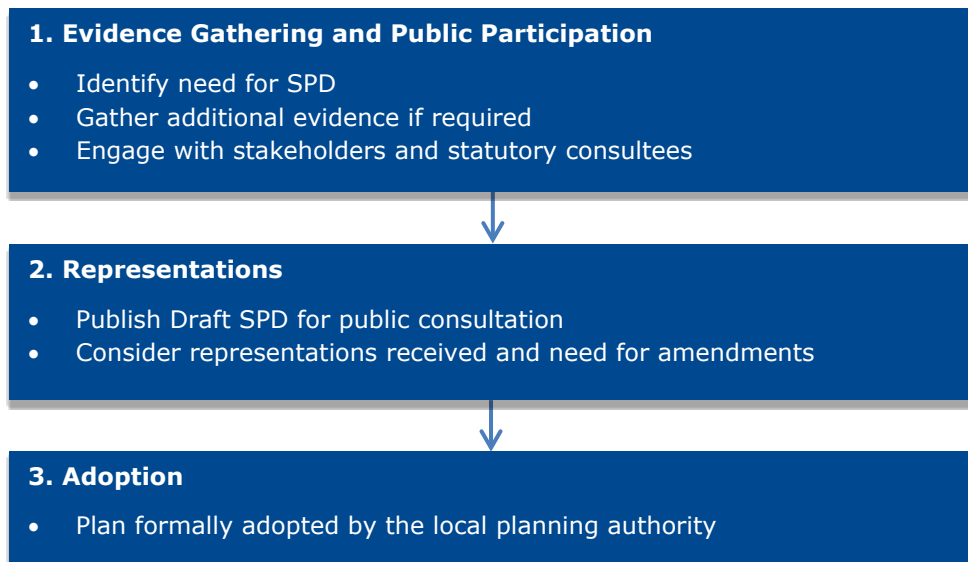 1. Evidence Gathering and Public Participation
• Identify need for SPD
• Gather additional evidence if required
• Engage with stakeholders and statutory consultees
2. Representations
• Publish Draft SPD for public consultation
• Consider representations received and need for amendments
3. Adoption
• Plan formally adopted by the local planning authority